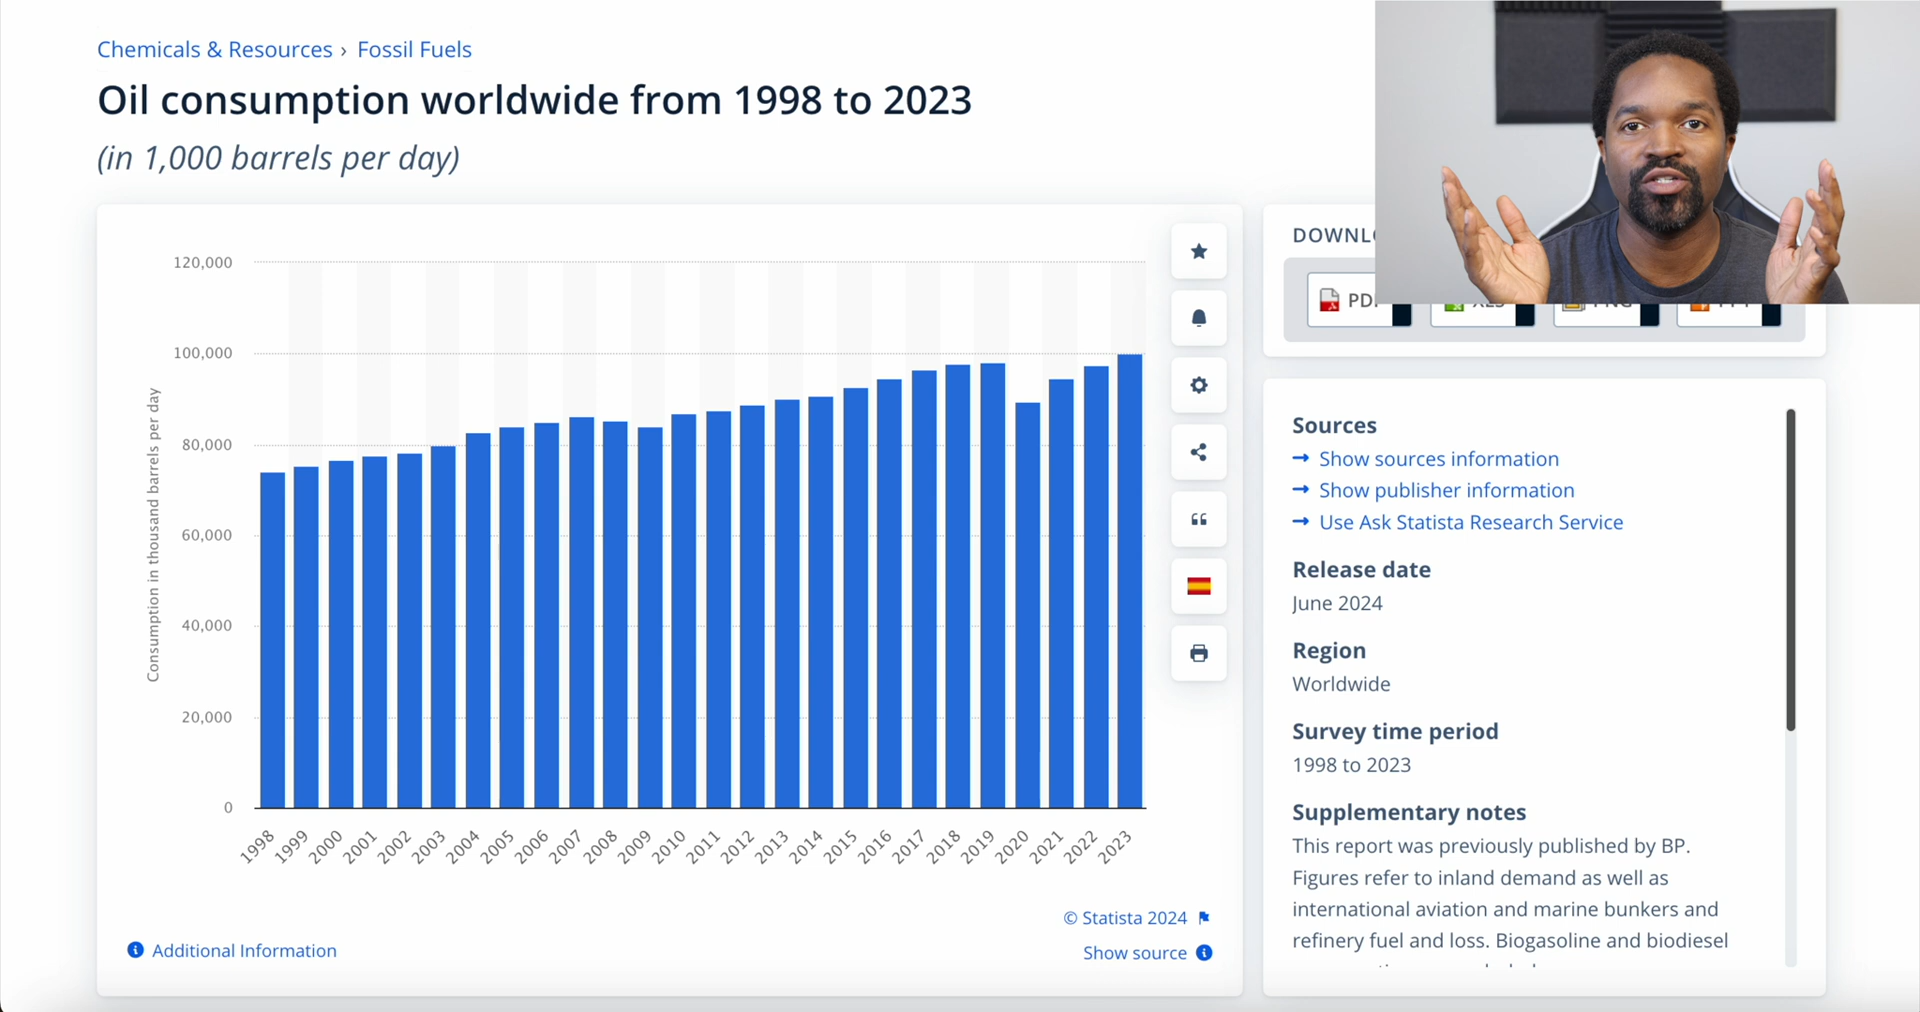 Chemicals & Resources › Fossil Fuels
Oil consumption worldwide from 1998 to 2023
(in 1,000 barrels per day)
120,000
100,000
80,000
60,000
40,000
20,000
0
Consumption in thousand barrels per day
1998
1999
2000
2001
2002
2003
2004
2005
2006
2007
2008
2009
2010
2011
2012
2013
2014
2015
2016
2017
2018
2019
2020
2021
2022
2023
© Statista 2024
Additional Information
Show source
DOWNL
PDF
XLS
PNG
PPT
Sources
→ Show sources information
→ Show publisher information
→ Use Ask Statista Research Service
Release date
June 2024
Region
Worldwide
Survey time period
1998 to 2023
Supplementary notes
This report was previously published by BP.
Figures refer to inland demand as well as
international aviation and marine bunkers and
refinery fuel and loss. Biogasoline and biodiesel